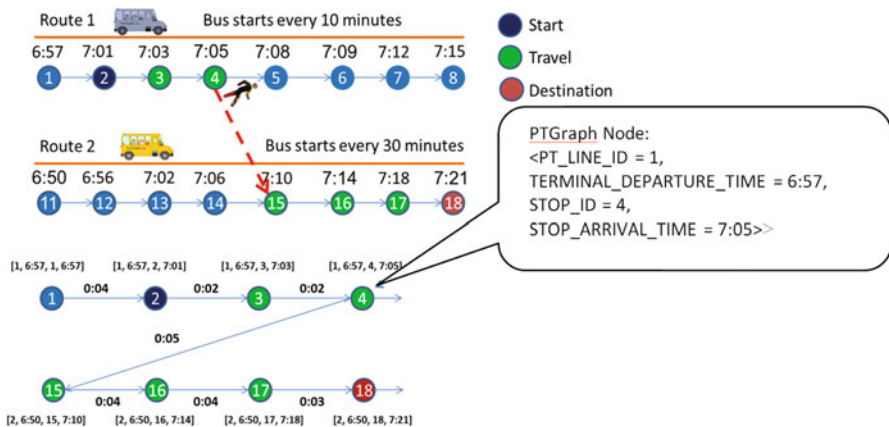 Route 1
Bus starts every 10 minutes
6:57 7:01 7:03 7:05 7:08 7:09 7:12 7:15
1 2 3 4 5 6 7 8
Route 2
Bus starts every 30 minutes
6:50 6:56 7:02 7:06 7:10 7:14 7:18 7:21
11 12 13 14 15 16 17 18
Start
Travel
Destination
PTGraph Node:
<PT_LINE_ID = 1,
TERMINAL_DEPARTURE_TIME = 6:57,
STOP_ID = 4,
STOP_ARRIVAL_TIME = 7:05>>
[1, 6:57, 1, 6:57] [1, 6:57, 2, 7:01] [1, 6:57, 3, 7:03] [1, 6:57, 4, 7:05]
0:04 0:02 0:02
1 2 3 4
0:05
15 16 17 18
0:04 0:04 0:03
[2, 6:50, 15, 7:10] [2, 6:50, 16, 7:14] [2, 6:50, 17, 7:18] [2, 6:50, 18, 7:21]